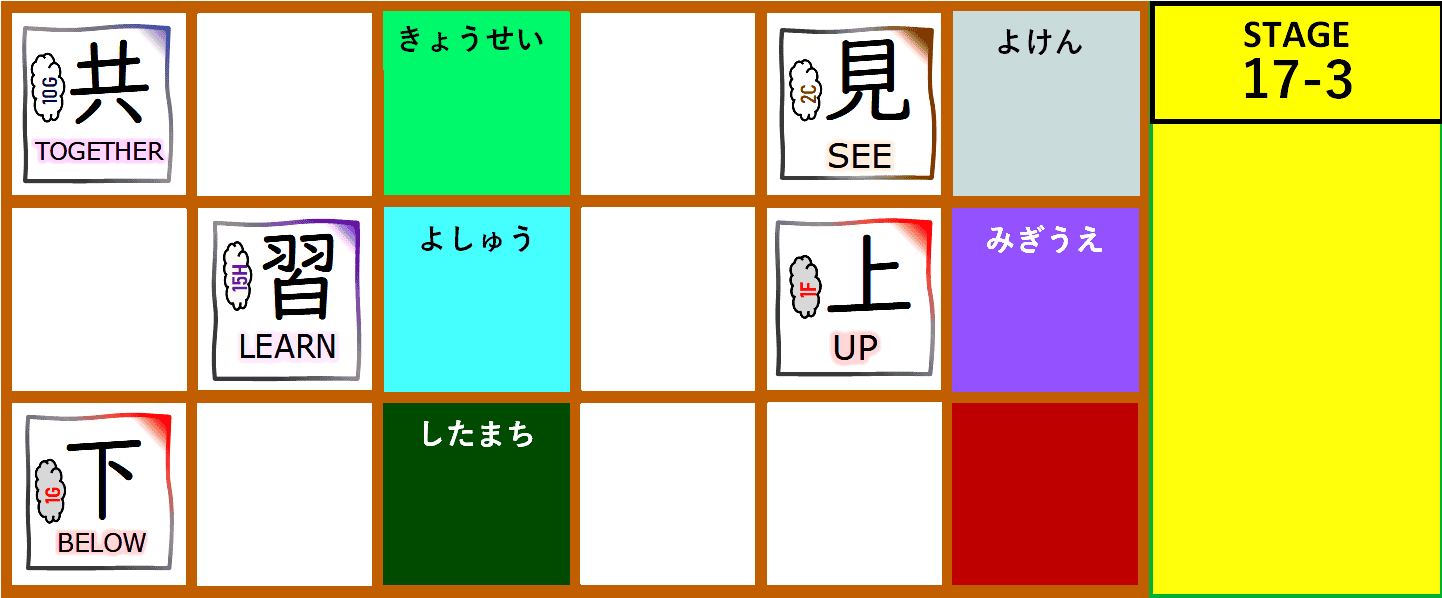 10G
共
TOGETHER
きょうせい
2C
見
SEE
よけん
STAGE
17-3
15H
習
LEARN
よしゅう
1F
上
UP
みぎうえ
1G
下
BELOW
したまち